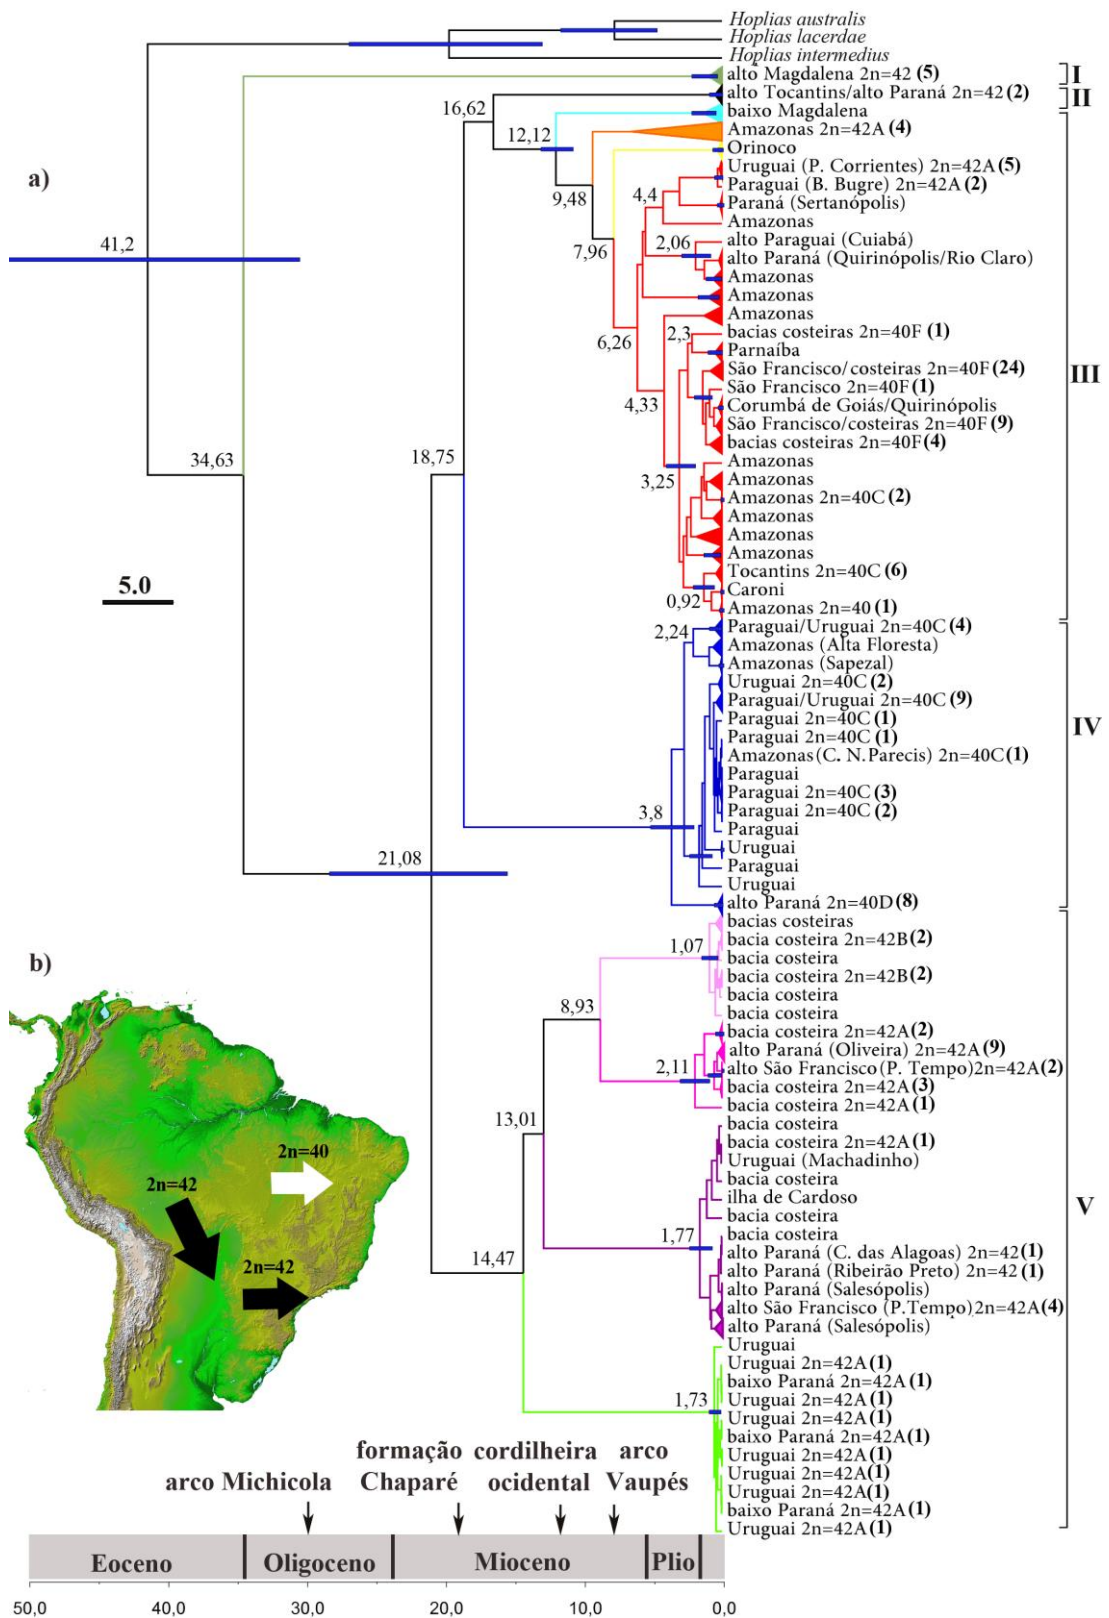 Hoplias australis
Hoplias lacerdae
Hoplias intermedius
alto Magdalena 2n=42 (5)
I
alto Tocantins/alto Paraná 2n=42 (2)
II
16,62
baixo Magdalena
12,12
Amazonas 2n=42A (4)
Orinoco
a)
Uruguai (P. Corrientes) 2n=42A (5)
Paraguai (B. Bugre) 2n=42A (2)
4,4
9,48
Paraná (Sertanópolis)
Amazonas
41,2
7,96
2,06
alto Paraguai (Cuiabá)
alto Paraná (Quirinópolis/Rio Claro)
Amazonas
Amazonas
Amazonas
6,26
2,3
bacias costeiras 2n=40F (1)
Parnaíba
São Francisco/costeiras 2n=40F (24)
III
São Francisco 2n=40F (1)
4,33
Corumbá de Goiás/Quirinópolis
São Francisco/costeiras 2n=40F (9)
bacias costeiras 2n=40F (4)
34,63
18,75
Amazonas
3,25
Amazonas
Amazonas 2n=40C (2)
Amazonas
Amazonas
Amazonas
5.0
Tocantins 2n=40C (6)
Caroni
0,92
Amazonas 2n=40 (1)
2,24
Paraguai/Uruguai 2n=40C (4)
Amazonas (Alta Floresta)
Amazonas (Sapezal)
Uruguai 2n=40C (2)
Paraguai/Uruguai 2n=40C (9)
Paraguai 2n=40C (1)
IV
Paraguai 2n=40C (1)
Amazonas(C. N.Parecis) 2n=40C (1)
Paraguai
Paraguai 2n=40C (3)
Paraguai 2n=40C (2)
3,8
Paraguai
Uruguai
21,08
Paraguai
Uruguai
alto Paraná 2n=40D (8)
bacias costeiras
bacia costeira 2n=42B (2)
1,07
bacia costeira
b)
bacia costeira 2n=42B (2)
bacia costeira
8,93
bacia costeira
bacia costeira 2n=42A (2)
alto Paraná (Oliveira) 2n=42A (9)
2,11
alto São Francisco (P. Tempo)2n=42A (2)
bacia costeira 2n=42A (3)
bacia costeira 2n=42A (1)
13,01
bacia costeira
bacia costeira 2n=42A (1)
2n=40
Uruguai (Machadinho)
2n=42
bacia costeira
ilha de Cardoso
V
bacia costeira
1,77
bacia costeira
14,47
alto Paraná (C. das Alagoas) 2n=42 (1)
2n=42
alto Paraná (Ribeirão Preto) 2n=42 (1)
alto Paraná (Salesópolis)
alto São Francisco (P.Tempo)2n=42A (4)
alto Paraná (Salesópolis)
Uruguai
Uruguai 2n=42A (1)
baixo Paraná 2n=42A (1)
1,73
Uruguai 2n=42A (1)
Uruguai 2n=42A (1)
baixo Paraná 2n=42A (1)
Uruguai 2n=42A (1)
Uruguai 2n=42A (1)
Uruguai 2n=42A (1)
baixo Paraná 2n=42A (1)
Uruguai 2n=42A (1)
arco Michicola
formação
Chaparé
cordilheira
ocidental
arco
Vaupés
Eoceno Oligoceno Mioceno Plio
50,0 40,0 30,0 20,0 10,0 0,0